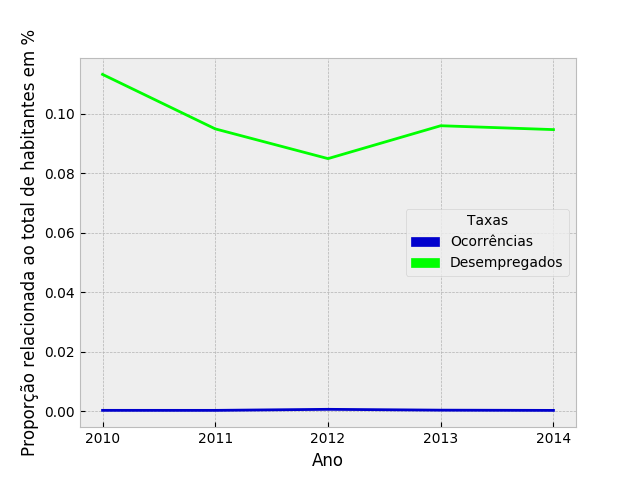 Proporção relacionada ao total de habitantes em %
0.10
0.08
0.06
0.04
0.02
0.00
Taxas
Ocorrências
Desempregados
2010 2011 2012 2013 2014
Ano